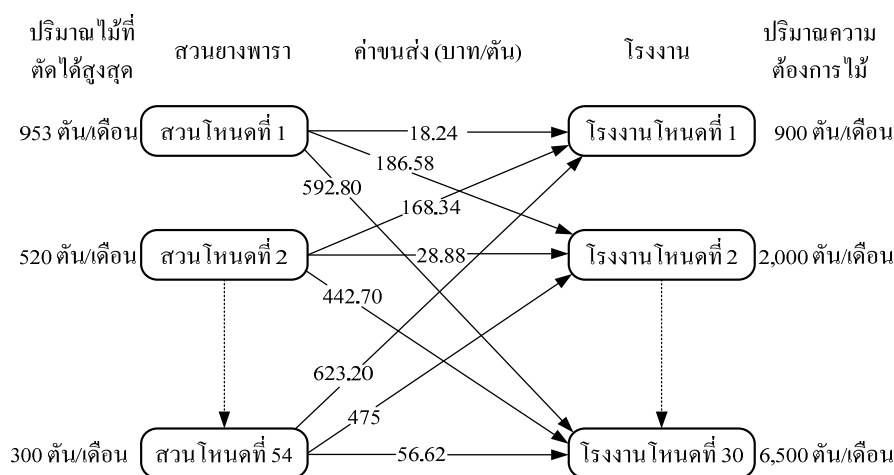 ปริมาณไม้ที่
ตัดได้สูงสุด
สวนยางพารา
ค่าขนส่ง (บาท/ตัน)
โรงงาน
ปริมาณความ
ต้องการไม้
953 ตัน/เดือน
สวนโหนดที่ 1
18.24
โรงงานโหนดที่ 1
900 ตัน/เดือน
186.58
592.80
168.34
520 ตัน/เดือน
สวนโหนดที่ 2
28.88
โรงงานโหนดที่ 2
2,000 ตัน/เดือน
442.70
623.20
475
300 ตัน/เดือน
สวนโหนดที่ 54
56.62
โรงงานโหนดที่ 30
6,500 ตัน/เดือน